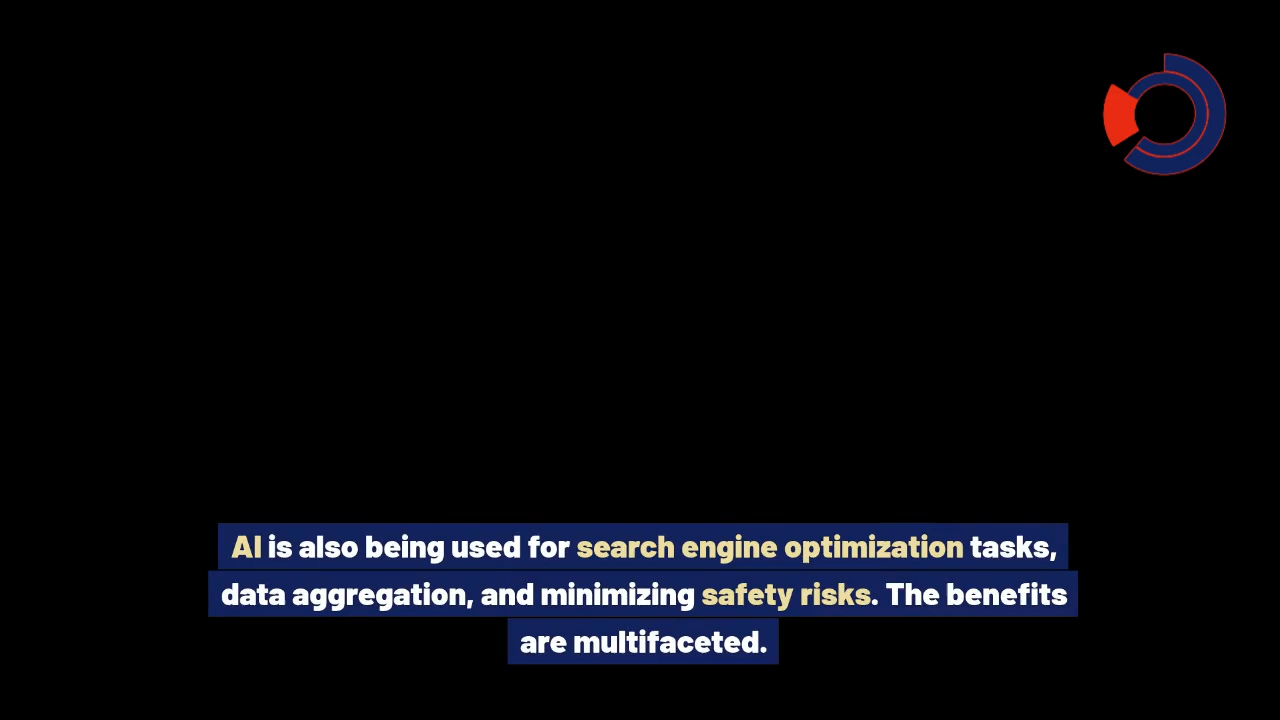 AI is also being used for search engine optimization tasks,
data aggregation, and minimizing safety risks. The benefits
are multifaceted.